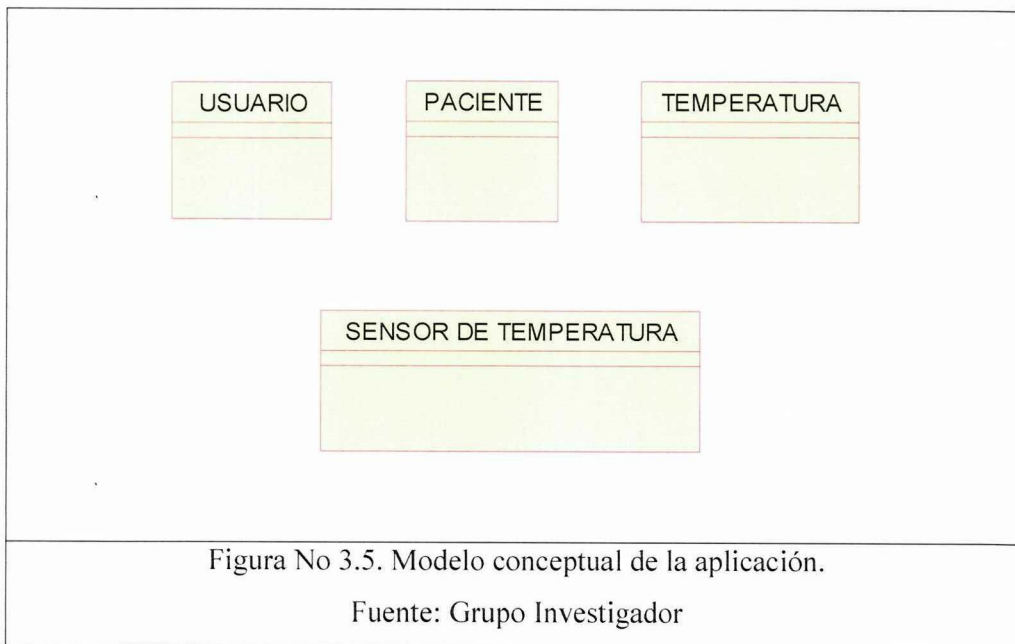 USUARIO
PACIENTE
TEMPERATURA
SENSOR DE TEMPERATURA
Figura No 3.5. Modelo conceptual de la aplicación.
Fuente: Grupo Investigador